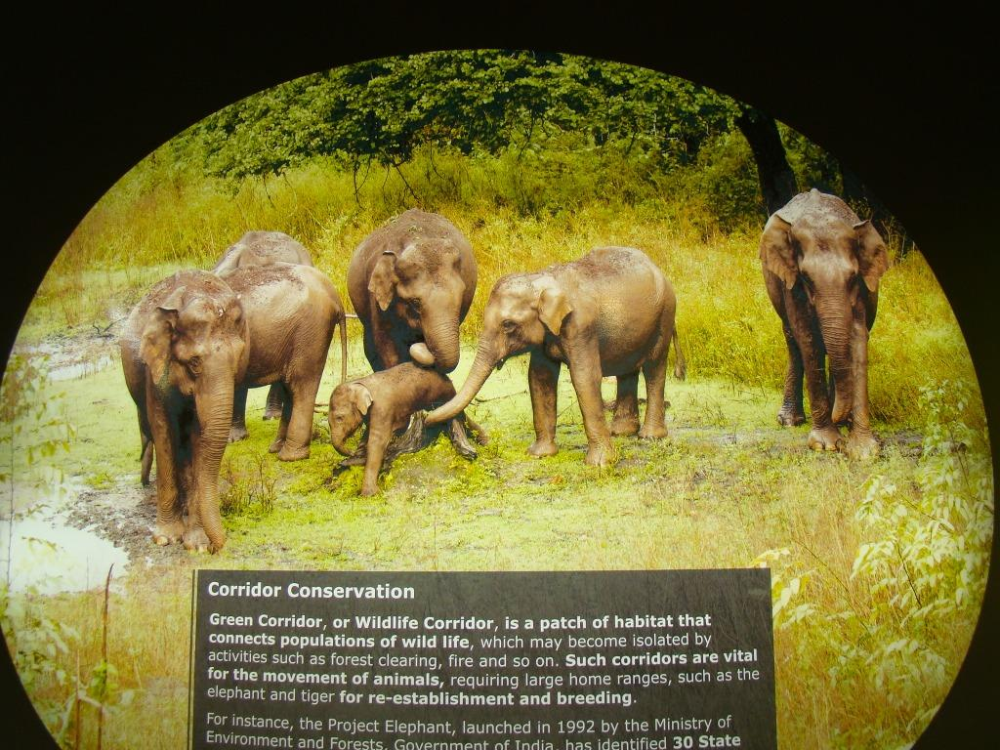 Corridor Conservation
Green Corridor, or Wildlife Corridor, is a patch of habitat that
connects populations of wild life, which may become isolated by
activities such as forest clearing, fire and so on. Such corridors are vital
for the movement of animals, requiring large home ranges, such as the
elephant and tiger for re-establishment and breeding.
For instance, the Project Elephant, launched in 1992 by the Ministry of
Environment and Forests, Government of India, has identified 30 State